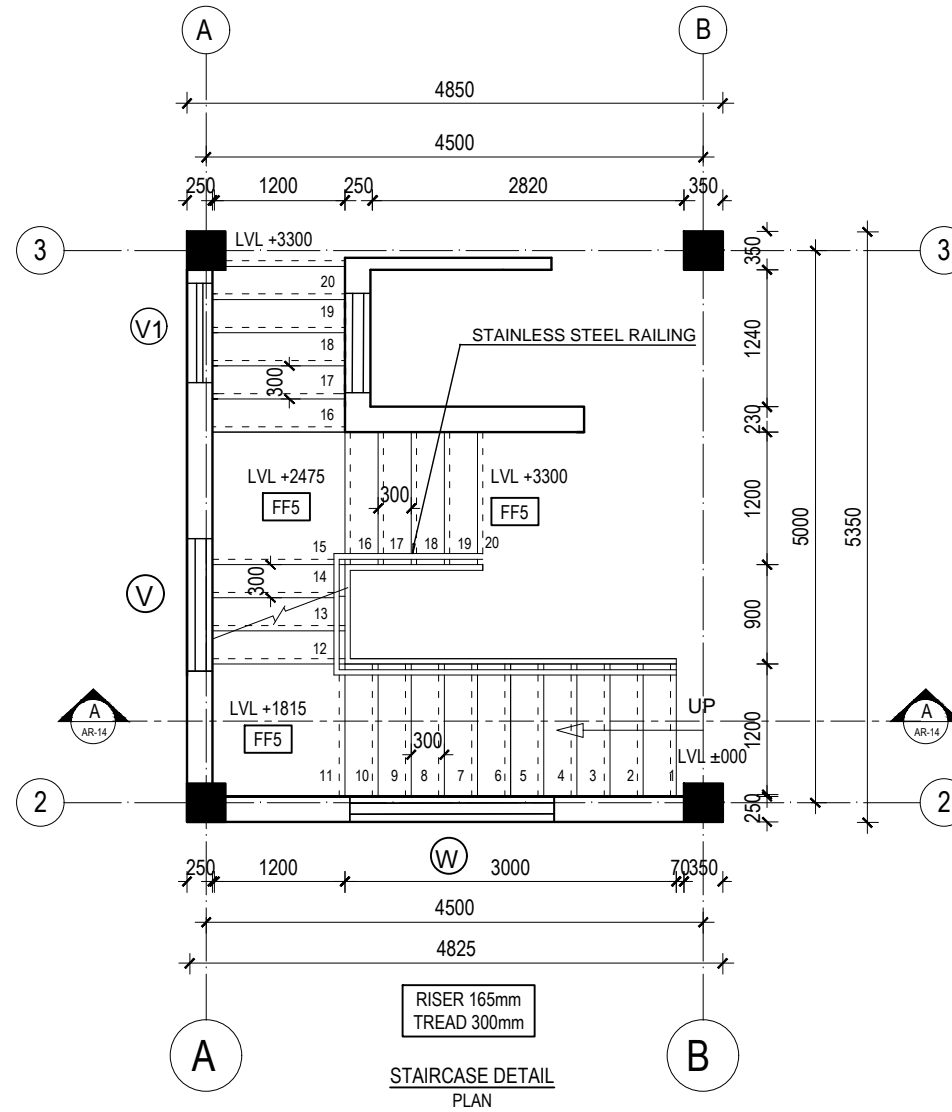 A
B
4850
4500
250
1200
250
2820
350
3
LVL +3300
3
350
20
19
18
17
16
300
V1
STAINLESS STEEL RAILING
1240
230
LVL +2475
FF5
300
LVL +3300
FF5
1200
5000
5350
15
16
17
18
19
20
14
300
13
12
V
900
A
AR-14
LVL +1815
FF5
300
UP
LVL ±000
1200
A
AR-14
11
10
9
8
7
6
5
4
3
2
1
2
2
250
W
250
1200
3000
70
350
4500
4825
RISER 165mm
TREAD 300mm
A
B
STAIRCASE DETAIL
PLAN